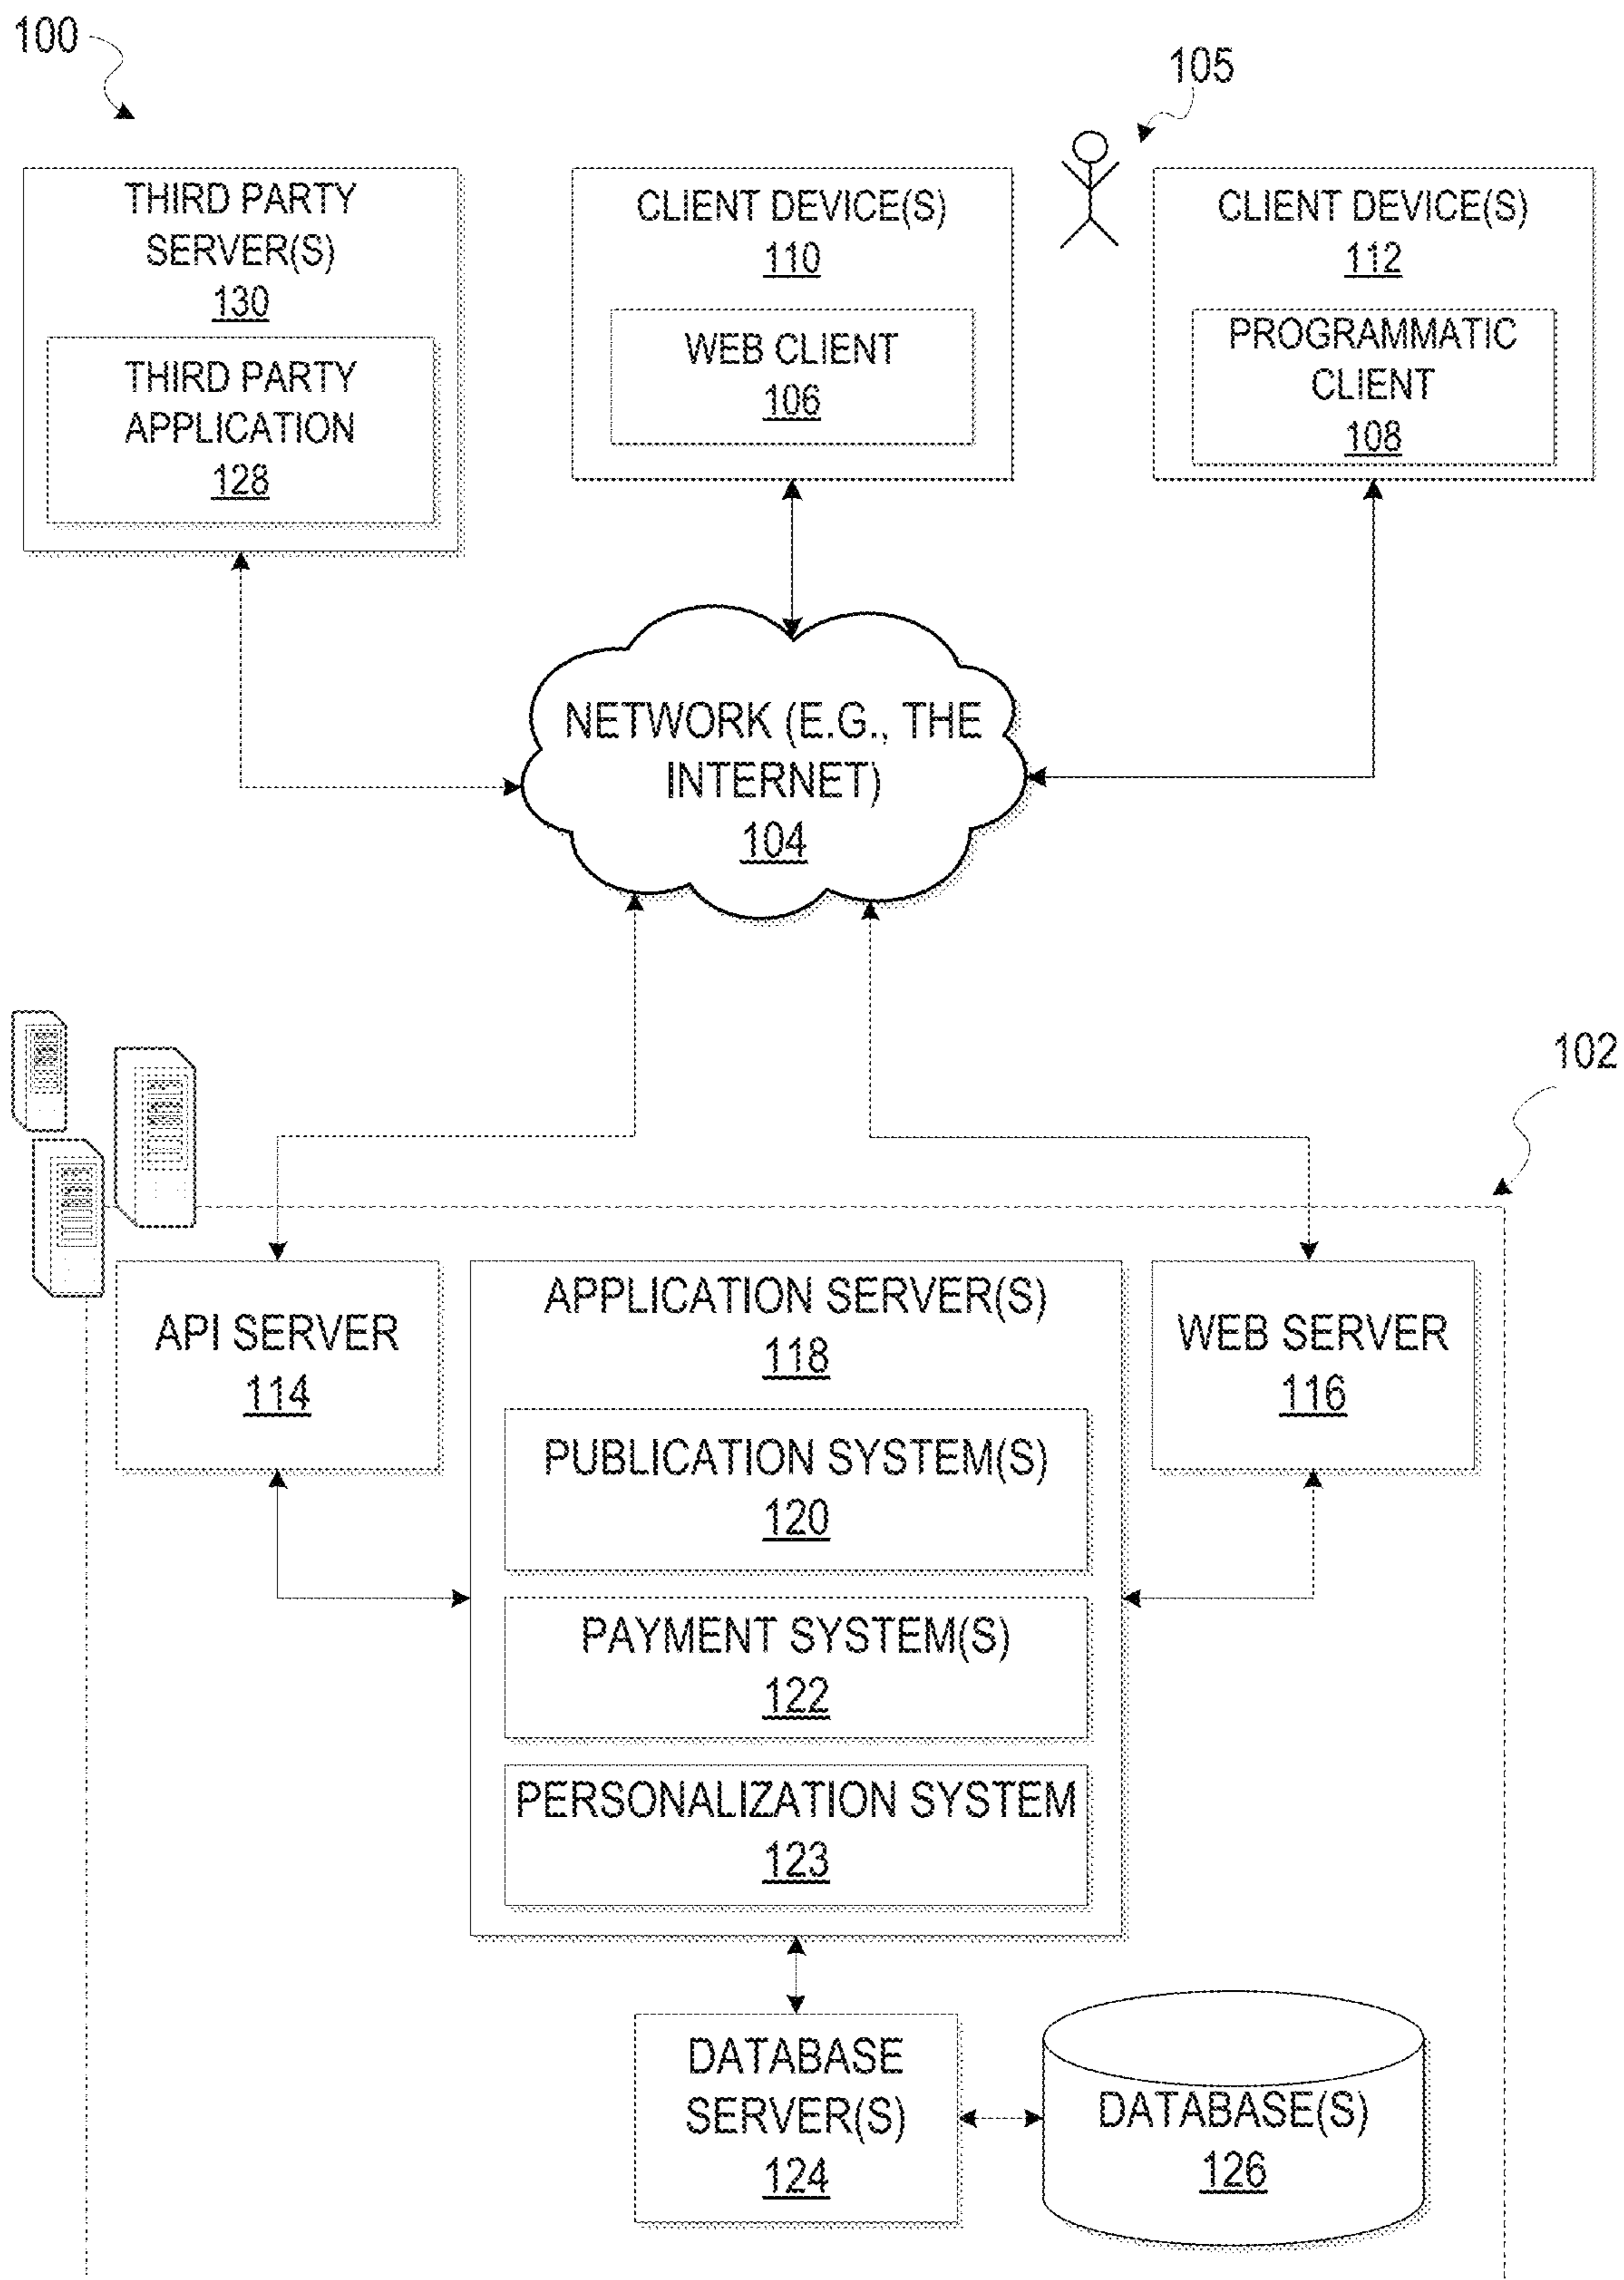 100
105
THIRD PARTY
SERVER(S)
130
THIRD PARTY
APPLICATION
128
CLIENT DEVICE(S)
110
WEB CLIENT
106
CLIENT DEVICE(S)
112
PROGRAMMATIC
CLIENT
108
NETWORK (E.G., THE
INTERNET)
104
102
API SERVER
114
APPLICATION SERVER(S)
118
PUBLICATION SYSTEM(S)
120
PAYMENT SYSTEM(S)
122
PERSONALIZATION SYSTEM
123
WEB SERVER
116
DATABASE
SERVER(S)
124
DATABASE(S)
126